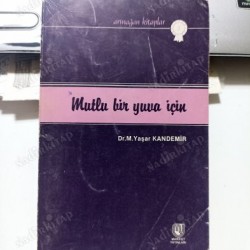 armağan kitaplar
Mutlu bir yuva için
Dr.M.Yaşar KANDEMİR